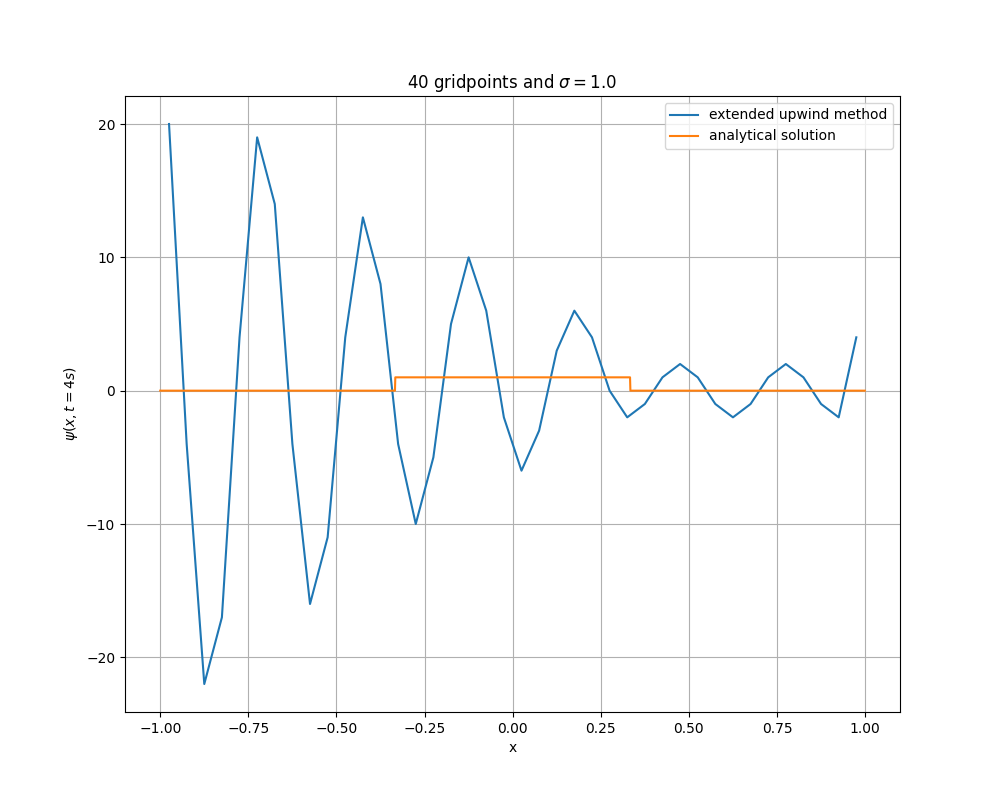 40 gridpoints and σ = 1.0
extended upwind method
analytical solution
20
10
0
−10
−20
ψ(x, t = 4s)
−1.00 −0.75 −0.50 −0.25 0.00 0.25 0.50 0.75 1.00
x